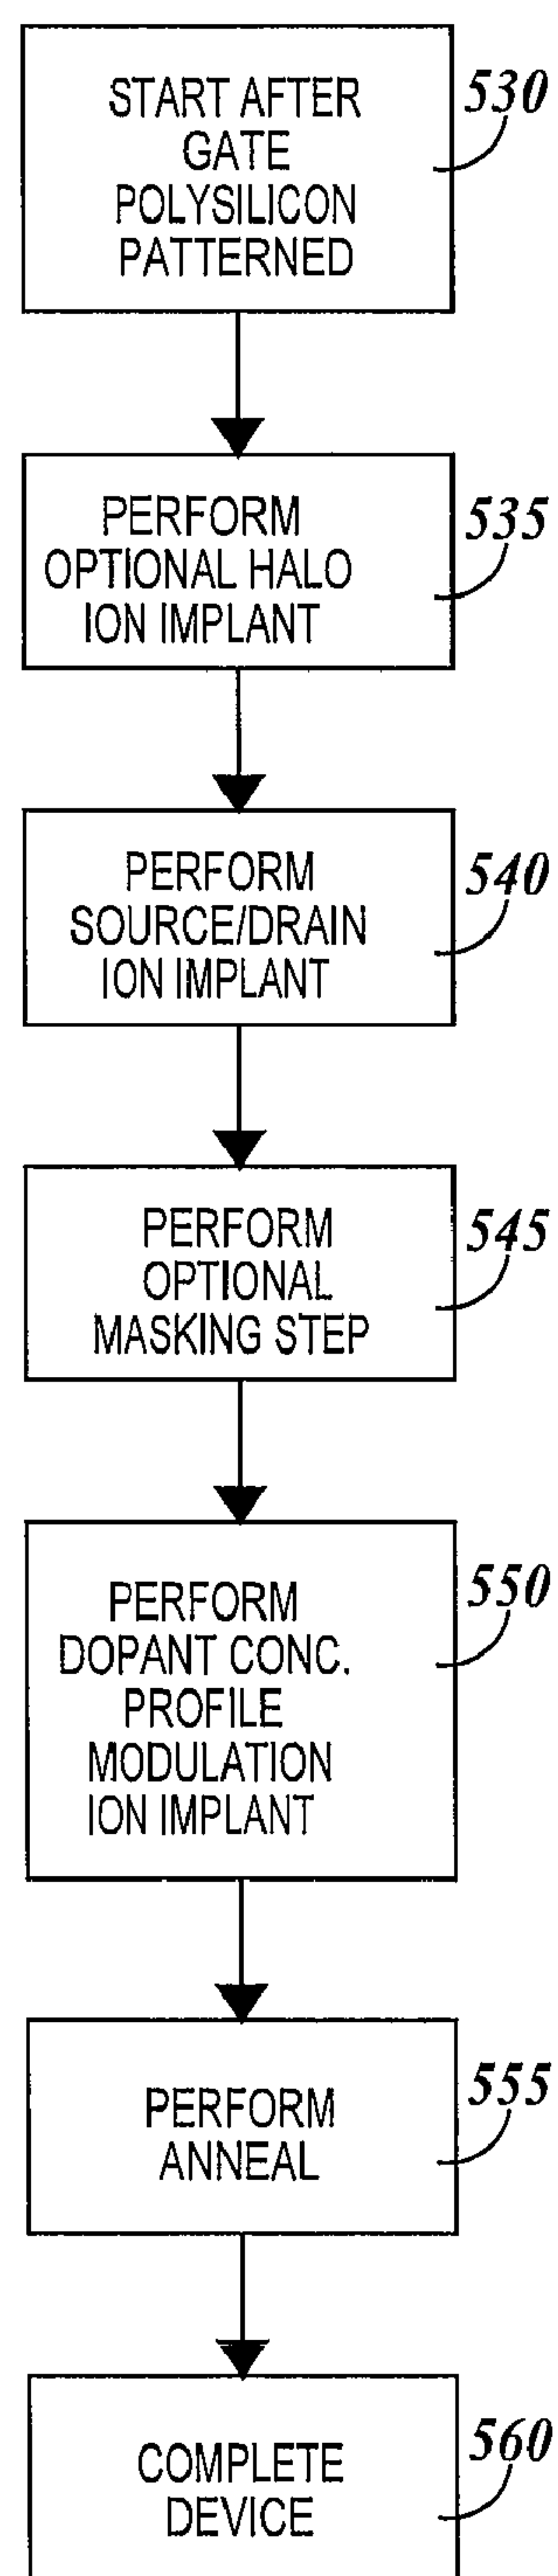 START AFTER
GATE
POLYSILICON
PATTERNED
530
PERFORM
OPTIONAL HALO
ION IMPLANT
535
PERFORM
SOURCE/DRAIN
ION IMPLANT
540
PERFORM
OPTIONAL
MASKING STEP
545
PERFORM
DOPANT CONC.
PROFILE
MODULATION
ION IMPLANT
550
PERFORM
ANNEAL
555
COMPLETE
DEVICE
560